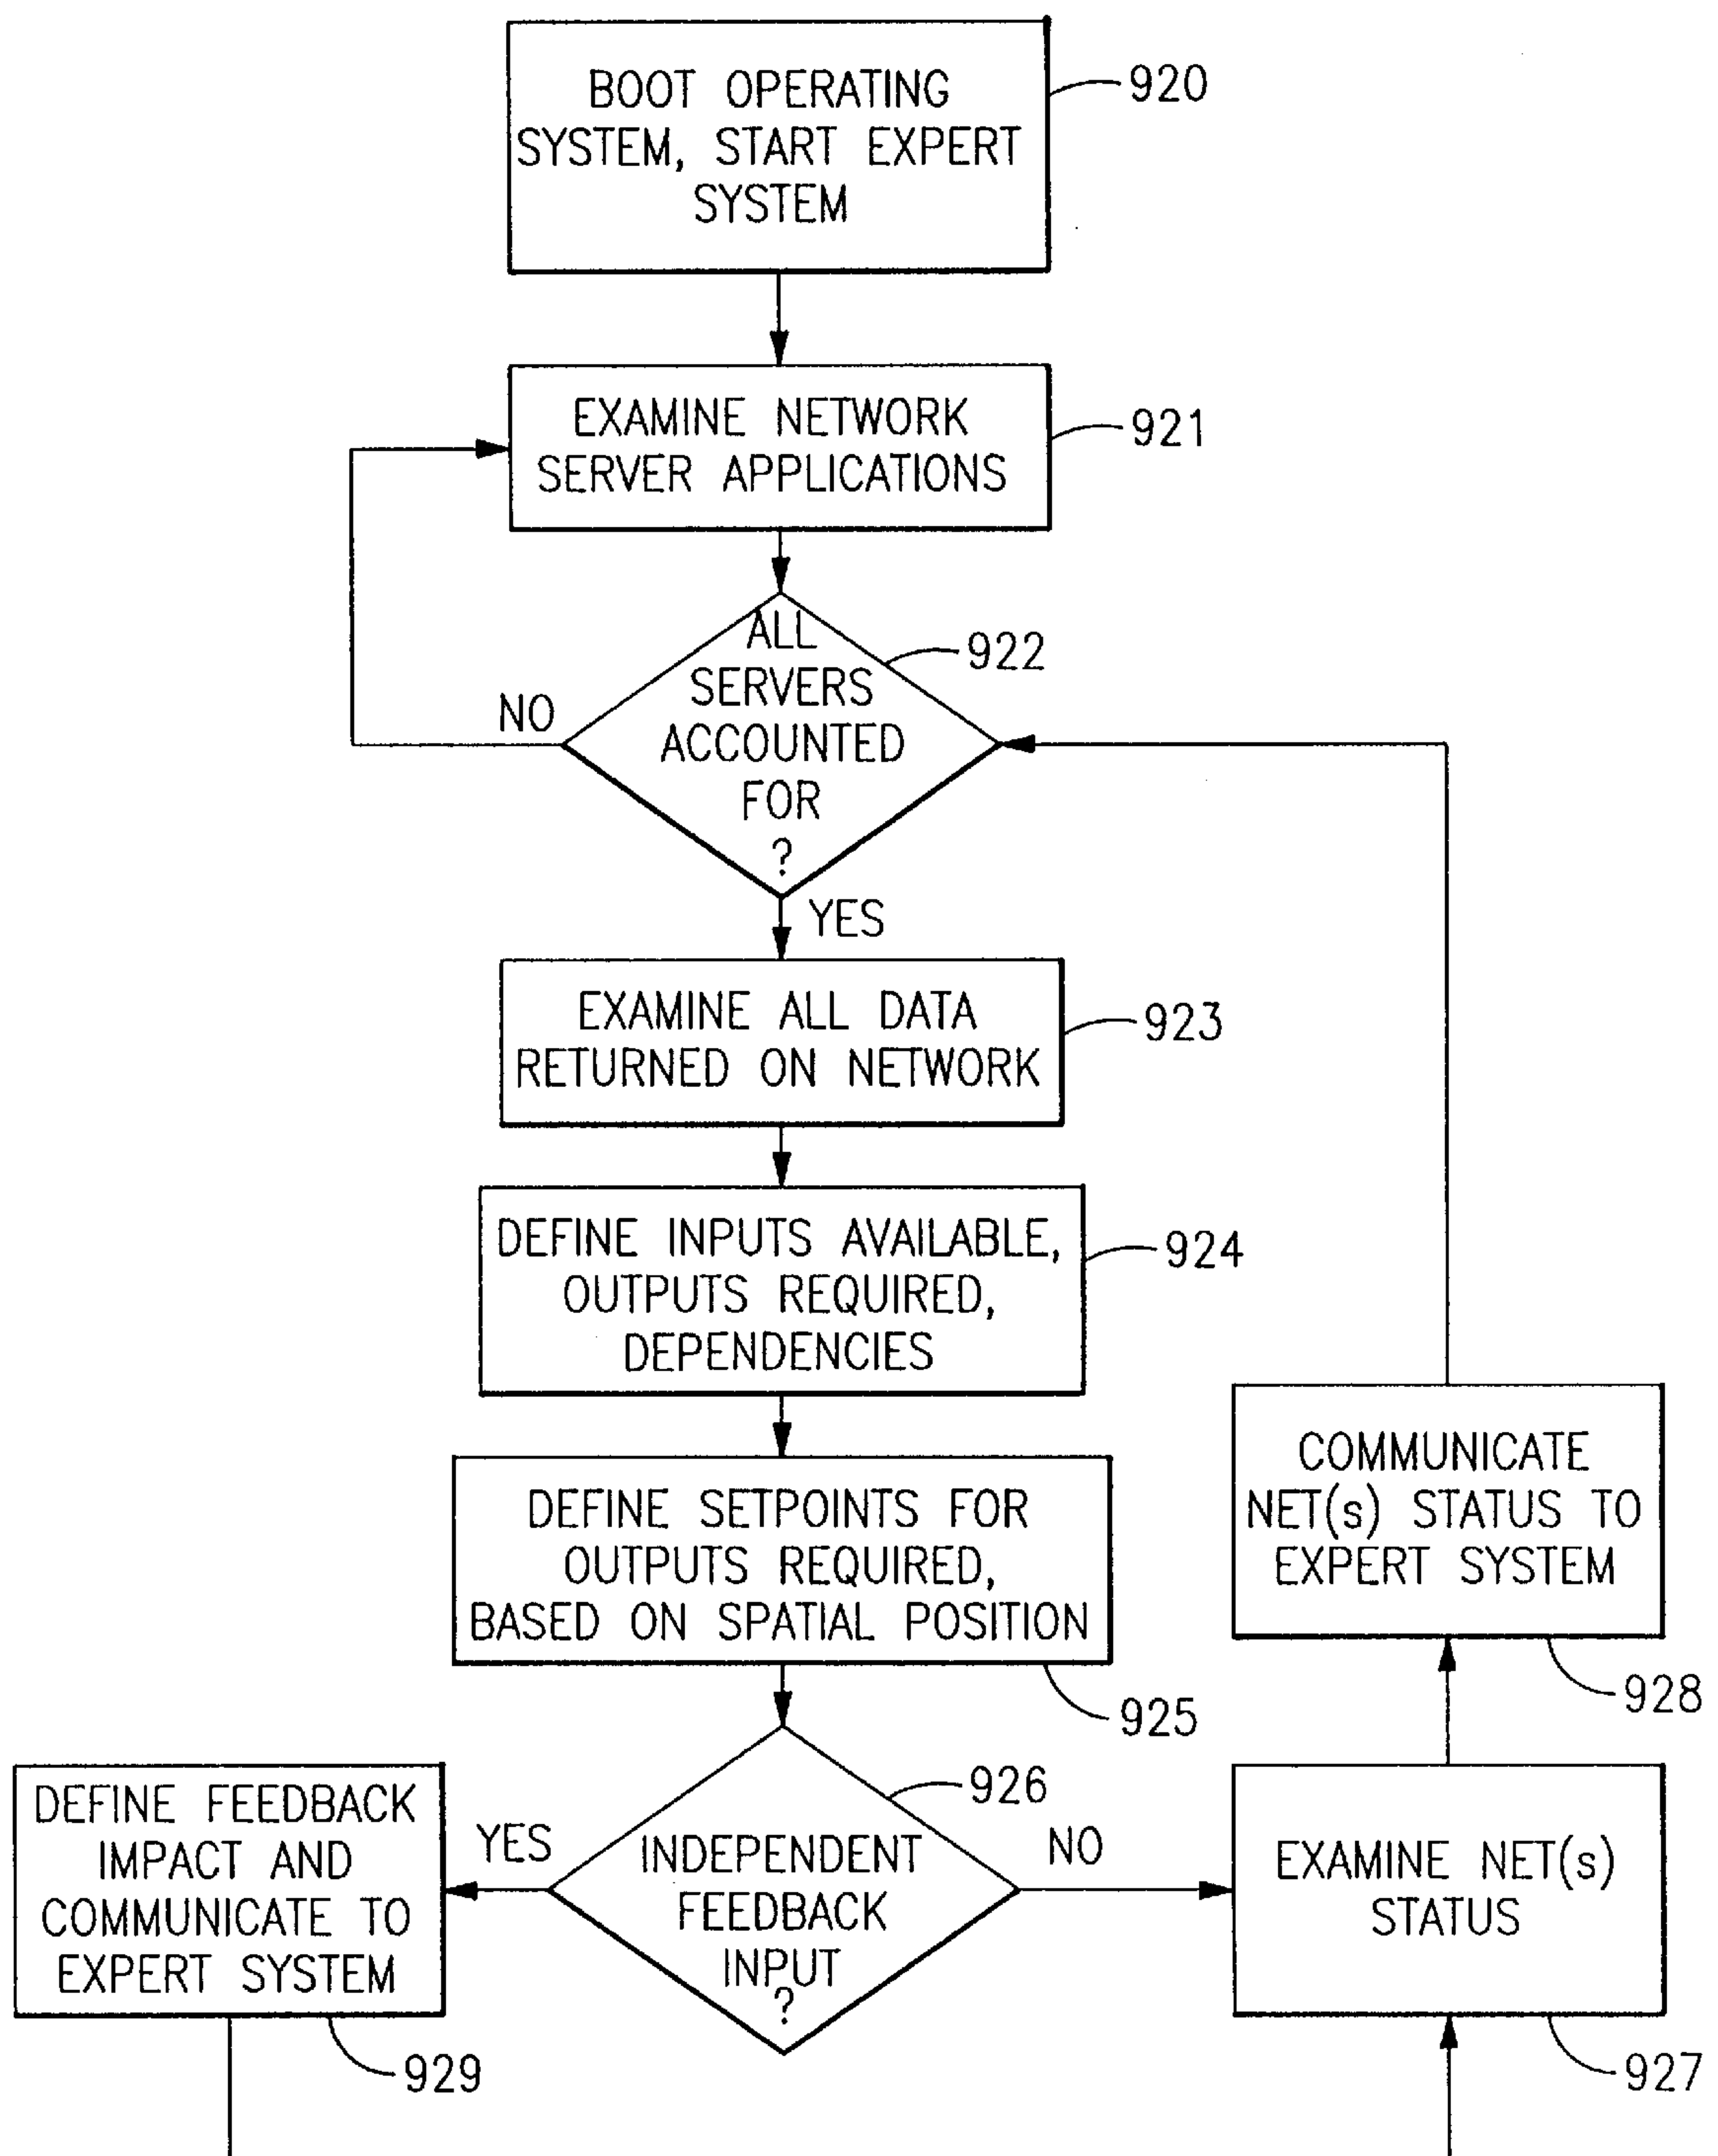 BOOT OPERATING
SYSTEM, START EXPERT
SYSTEM
920
EXAMINE NETWORK
SERVER APPLICATIONS
921
ALL
SERVERS
ACCOUNTED
FOR
?
922
NO
YES
EXAMINE ALL DATA
RETURNED ON NETWORK
923
DEFINE INPUTS AVAILABLE,
OUTPUTS REQUIRED,
DEPENDENCIES
924
DEFINE SETPOINTS FOR
OUTPUTS REQUIRED,
BASED ON SPATIAL POSITION
925
COMMUNICATE
NET(s) STATUS TO
EXPERT SYSTEM
928
DEFINE FEEDBACK
IMPACT AND
COMMUNICATE TO
EXPERT SYSTEM
929
YES
INDEPENDENT
FEEDBACK
INPUT
?
926
NO
EXAMINE NET(s)
STATUS
927